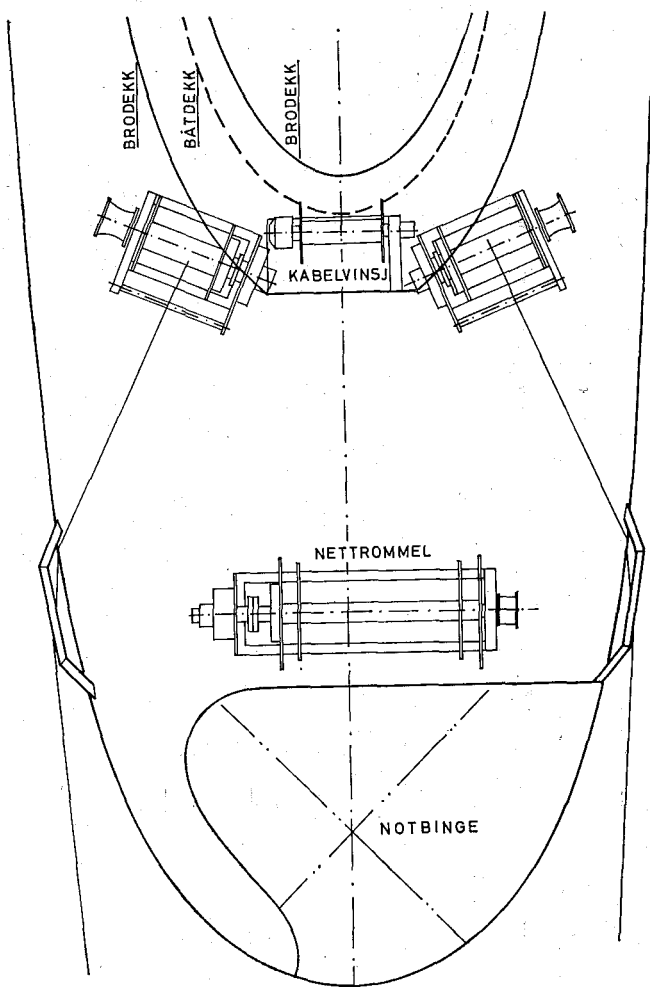 BRODEKK
BÅTDEKK
BRODEKK
KABELVINSJ
NETTROMMEL
NOTBINGE